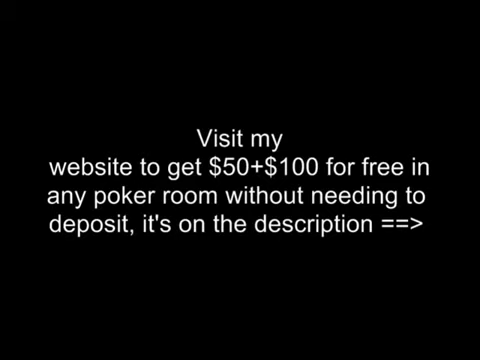 Visit my
website to get $50+$100 for free in
any poker room without needing to
deposit, it's on the description ==>